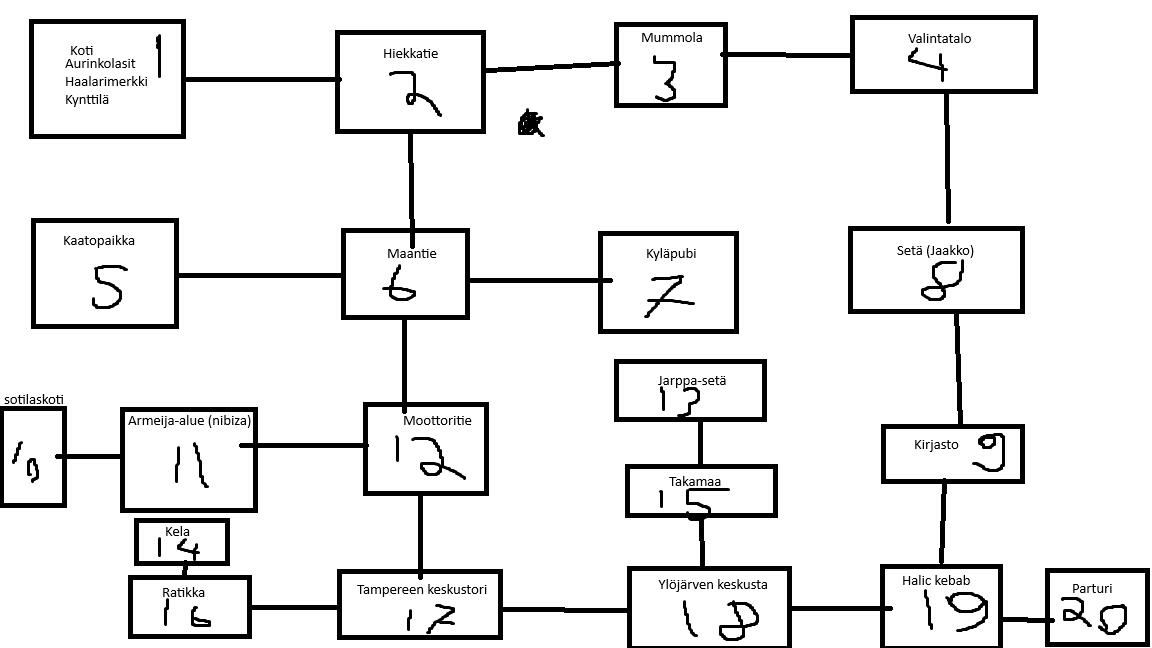 Koti
1
Aurinkolasit
Haalarimerkki
Kynttilä
Hiekkatie
2
Mummola
3
Valintatalo
4
Kaatopaikka
5
Maantie
6
Kyläpubi
7
Setä (Jaakko)
8
sotilaskoti
10
Armeija-alue (nibiza)
11
Moottoritie
12
Jarppa-setä
13
Kirjasto 9
Takamaa
15
Kela
14
Ratikka
16
Tampereen keskustori
17
Ylöjärven keskusta
18
Halic kebab
19
Parturi
20